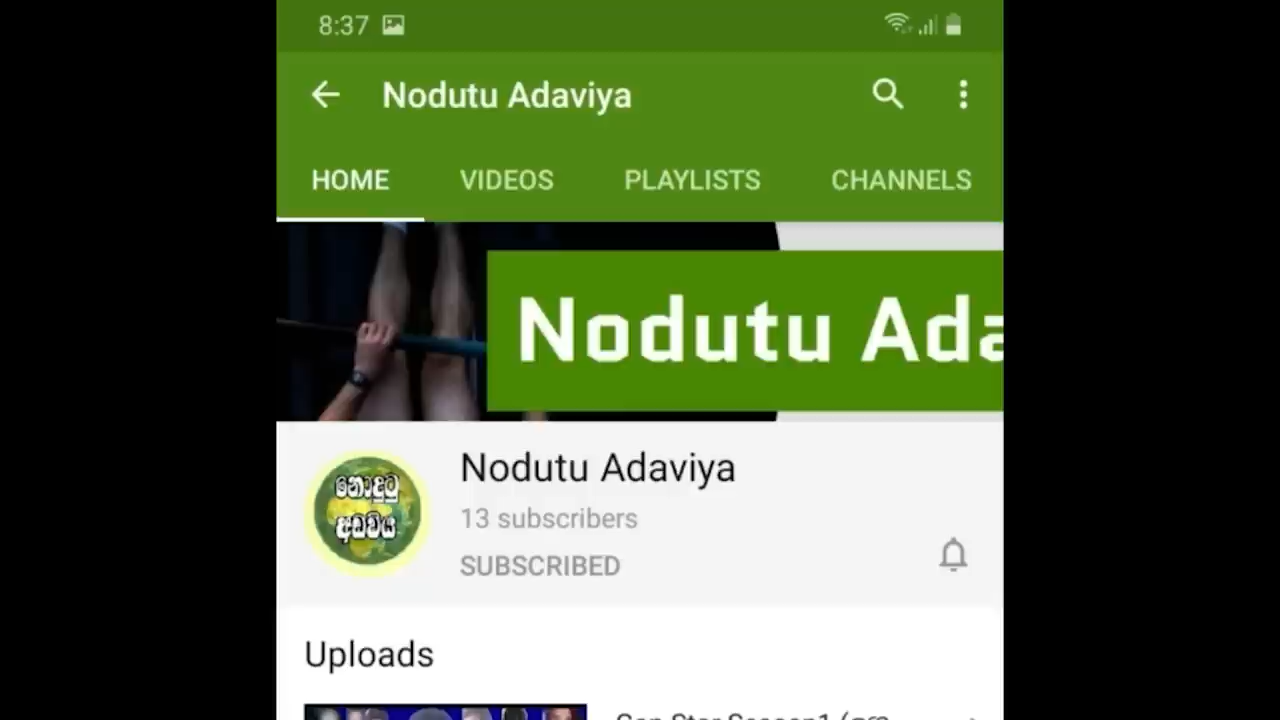 8:37
Nodutu Adaviya
HOME VIDEOS PLAYLISTS CHANNELS
Nodutu Ada
නොදුටු
අඩවිය
Nodutu Adaviya
13 subscribers
SUBSCRIBED
Uploads